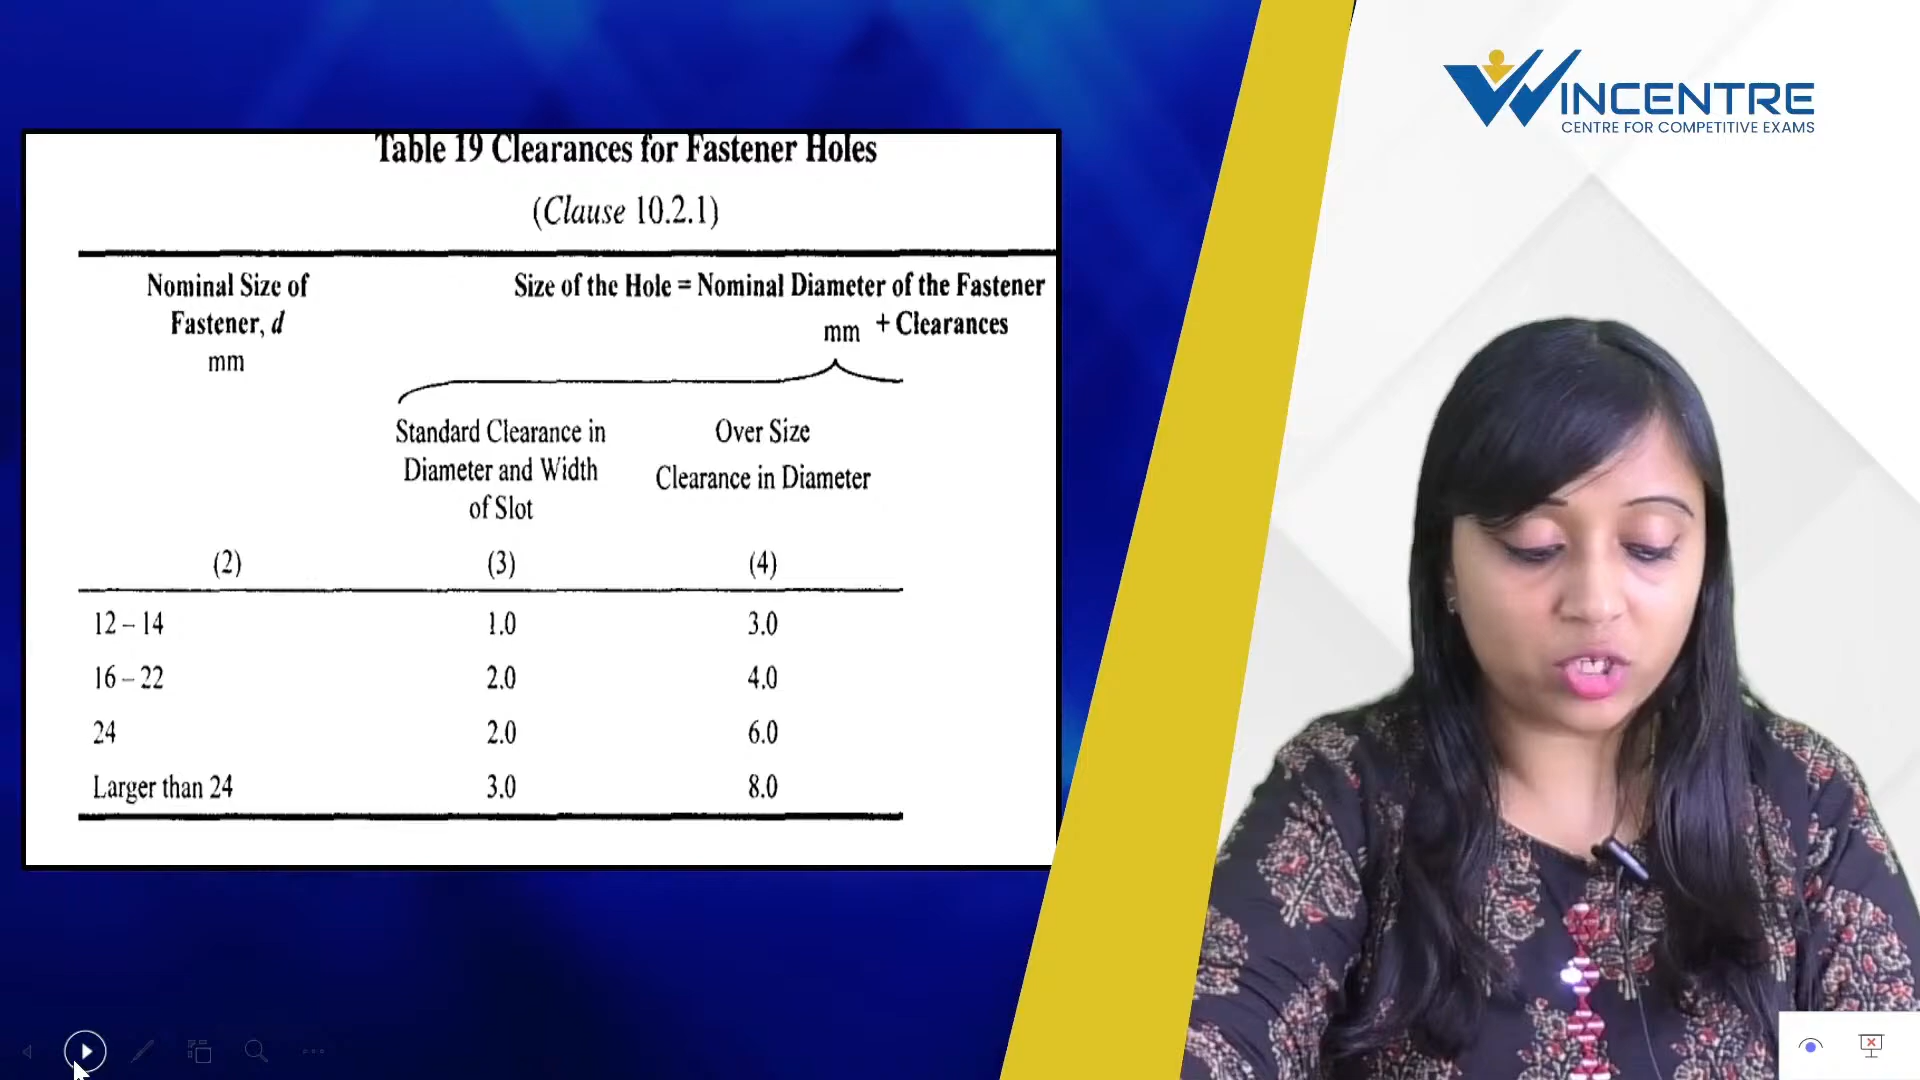 WINCENTRE
CENTRE FOR COMPETITIVE EXAMS
Table 19 Clearances for Fastener Holes
(Clause 10.2.1)
Nominal Size of
Fastener, d
mm
Size of the Hole = Nominal Diameter of the Fastener
mm + Clearances
Standard Clearance in
Diameter and Width
of Slot
Over Size
Clearance in Diameter
(2) (3) (4)
12 – 14 1.0 3.0
16 – 22 2.0 4.0
24 2.0 6.0
Larger than 24 3.0 8.0